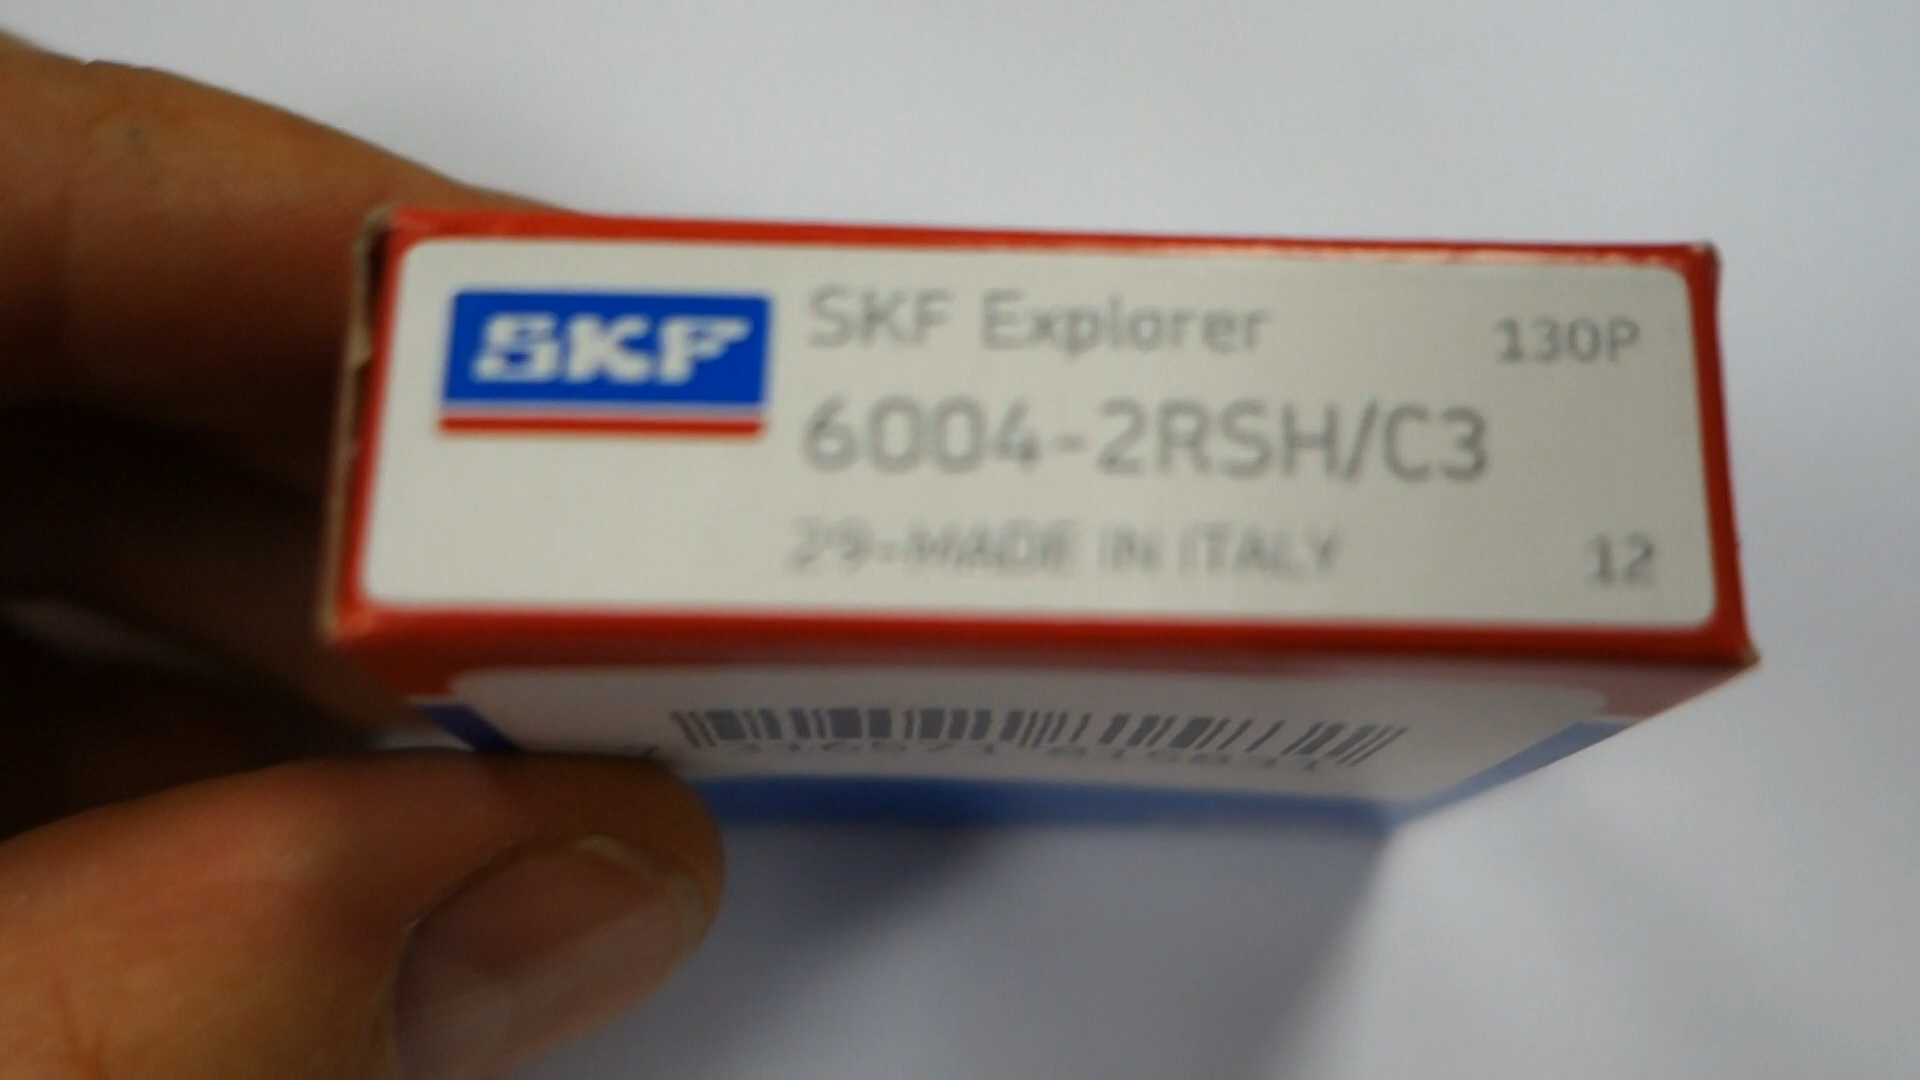 SKF
SKF Explorer
130P
6004-2RSH/C3
29-MADE IN ITALY
12